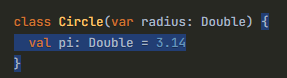 class Circle(var radius: Double) {
  val pi: Double = 3.14
}